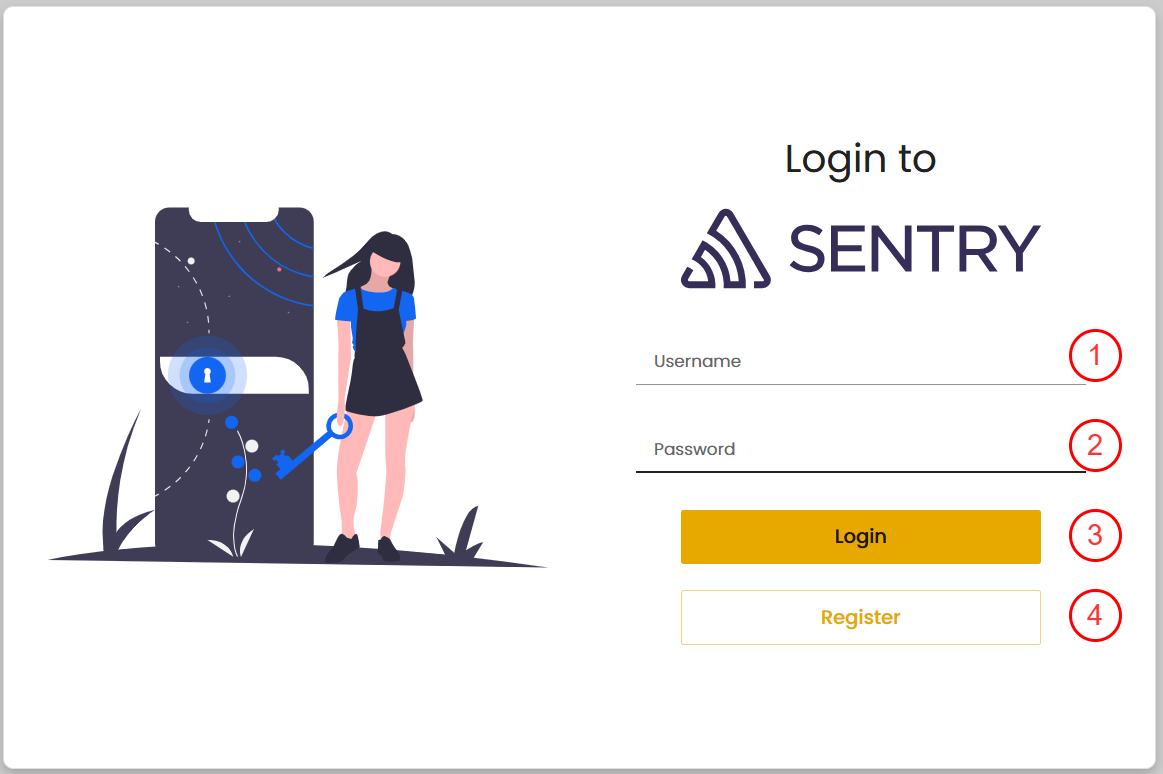 Login to
SENTRY
Username
1
Password
2
Login
3
Register
4